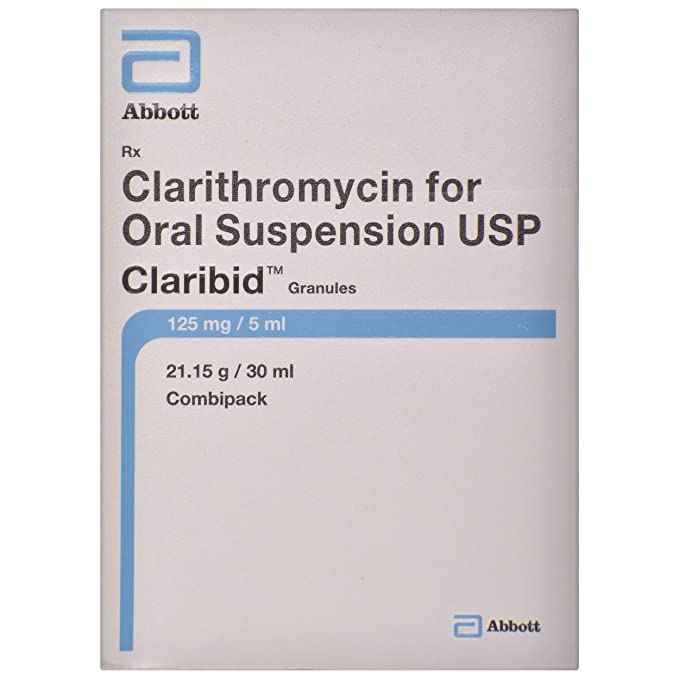 Abbott
Rx
Clarithromycin for
Oral Suspension USP
Claribid™ Granules
125 mg / 5 ml
21.15 g / 30 ml
Combipack
Abbott